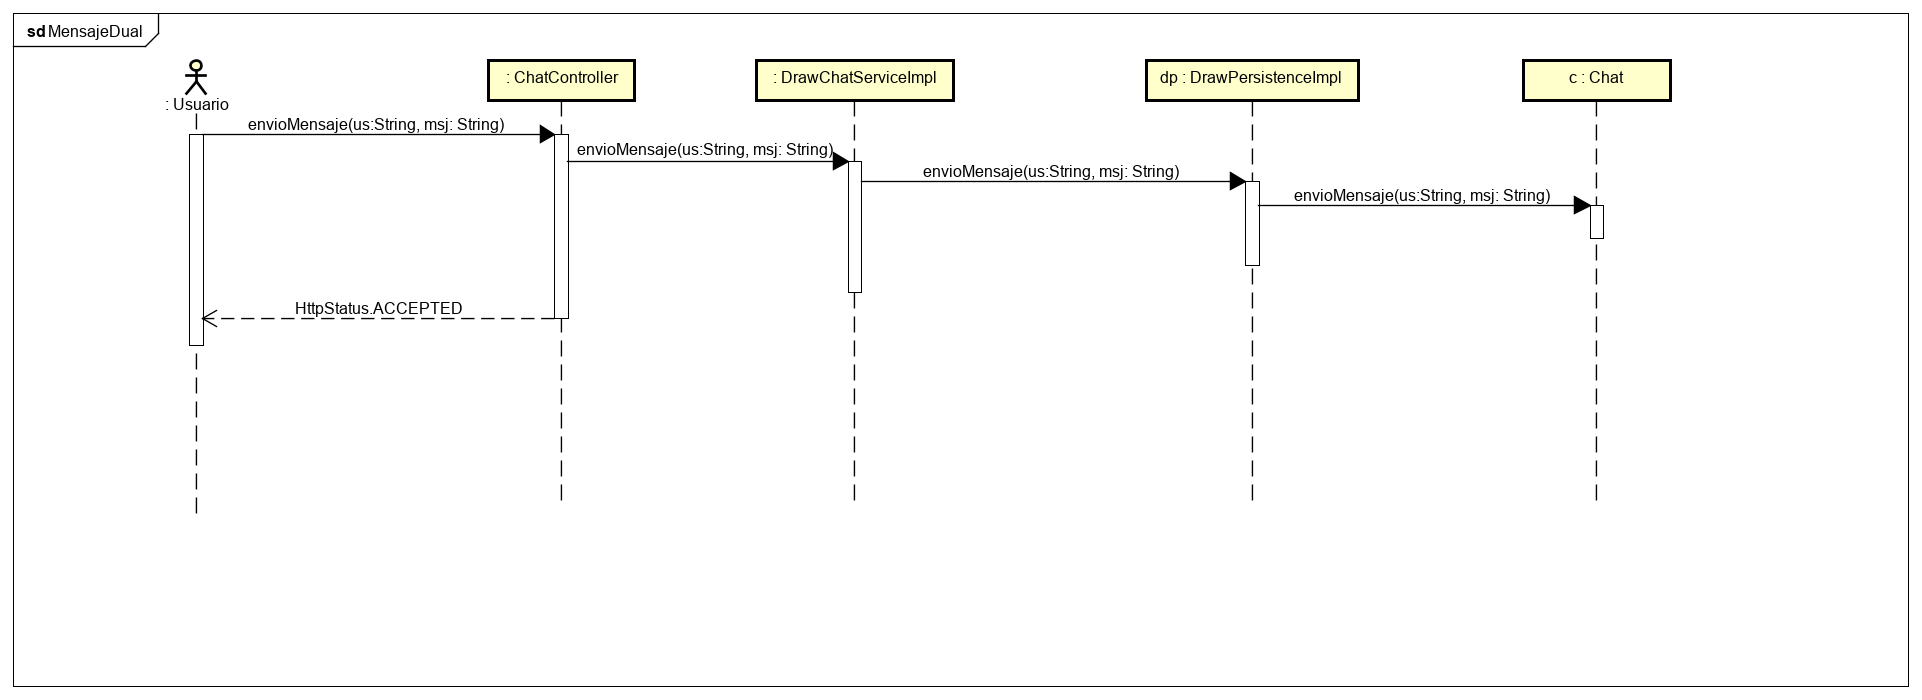 sd MensajeDual
: Usuario
: ChatController
: DrawChatServiceImpl
dp : DrawPersistenceImpl
c : Chat
envioMensaje(us:String, msj: String)
envioMensaje(us:String, msj: String)
envioMensaje(us:String, msj: String)
envioMensaje(us:String, msj: String)
HttpStatus.ACCEPTED